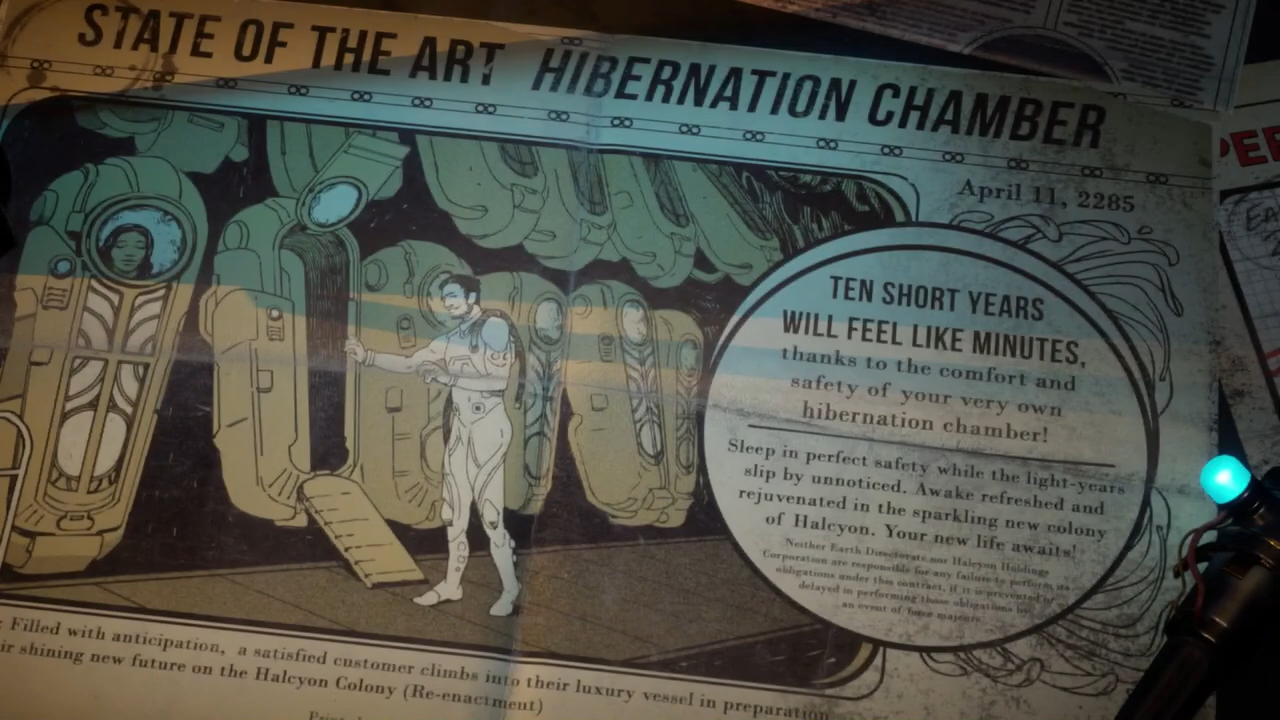 STATE OF THE ART HIBERNATION CHAMBER
April 11, 2285
TEN SHORT YEARS
WILL FEEL LIKE MINUTES,
thanks to the comfort and
safety of your very own
hibernation chamber!
Sleep in perfect safety while the light-years
slip by unnoticed. Awake refreshed and
rejuvenated in the sparkling new colony
of Halcyon. Your new life awaits!
Neither Earth Directorate nor Halcyon Holdings
Corporation are responsible for any failure to perform its
obligations under this contract, if it is prevented or
delayed in performing those obligations by
an event of force majeure.
: Filled with anticipation, a satisfied customer climbs into their luxury vessel in preparation
ir shining new future on the Halcyon Colony (Re-enactment)